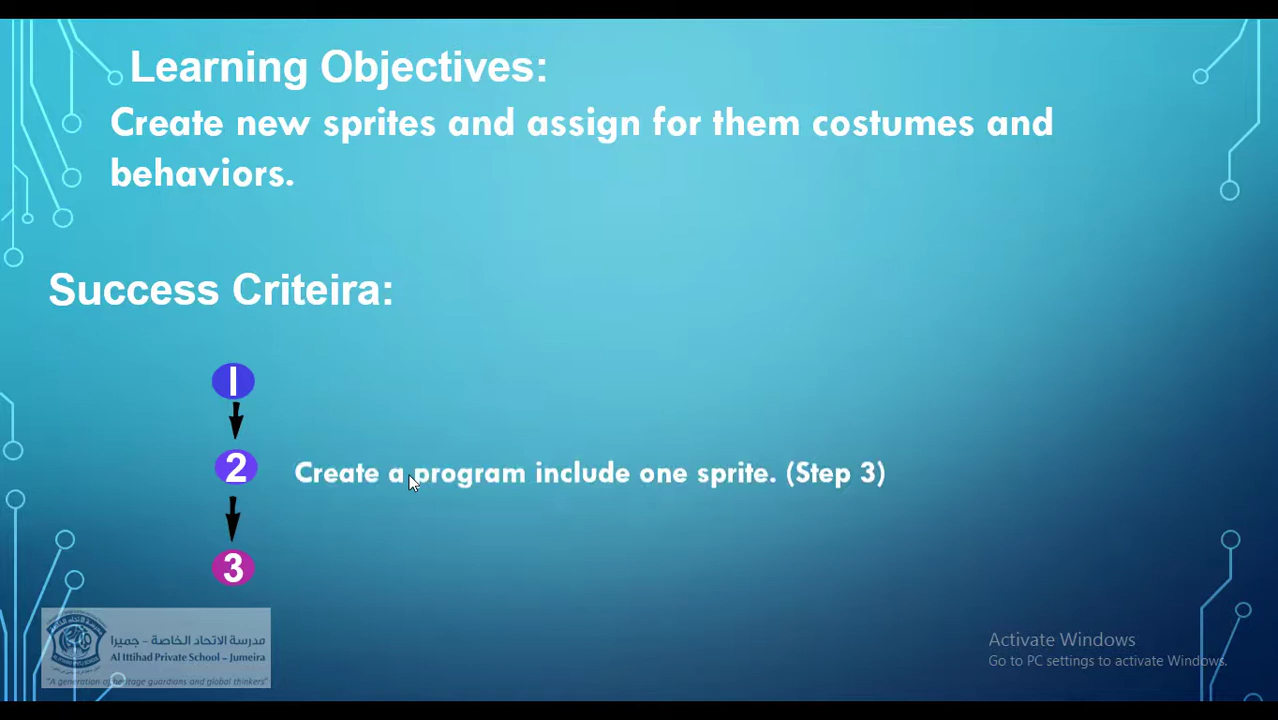 Learning Objectives:
Create new sprites and assign for them costumes and
behaviors.
Success Criteira:
1
2
Create a program include one sprite. (Step 3)
3
مدرسة الاتحاد الخاصة - جميرا
Al Ittihad Private School – Jumeira
"A generation of heritage guardians and global thinkers"
Activate Windows
Go to PC settings to activate Windows.